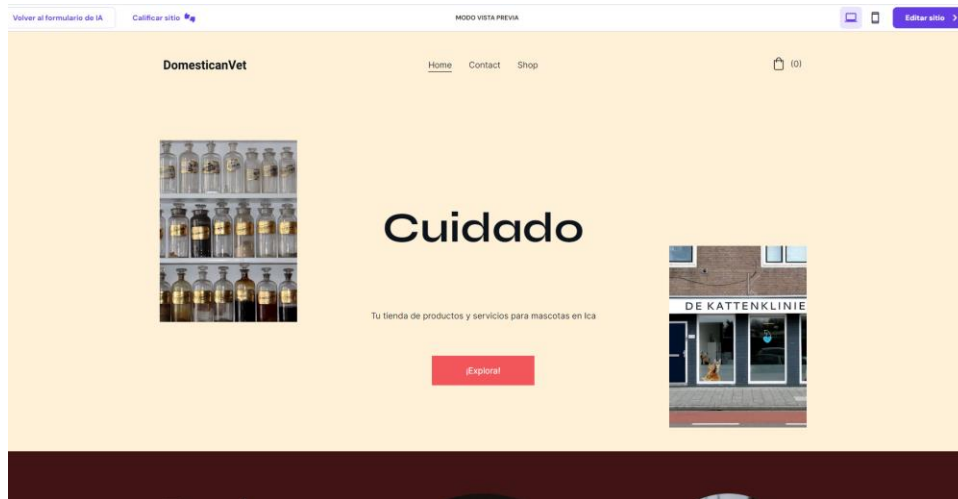 Volver al formulario de IA
Calificar sitio
MODO VISTA PREVIA
Editar sitio
DomesticanVet
Home
Contact
Shop
(0)
Cuidado
DE KATTENKLINIE
Tu tienda de productos y servicios para mascotas en Ica
¡Explora!